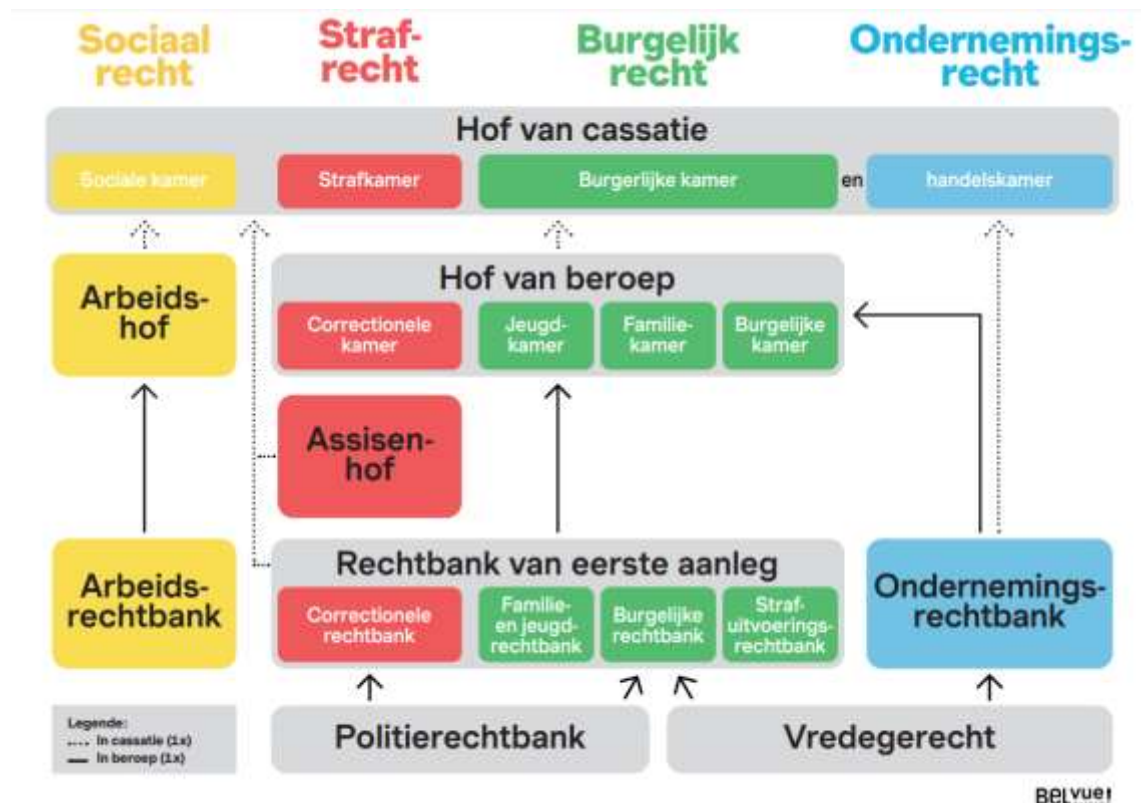 Sociaal
recht
Straf-
recht
Burgelijk
recht
Ondernemings-
recht
Hof van cassatie
Sociale kamer
Strafkamer
Burgerlijke kamer
en
handelskamer
Arbeids-
hof
Hof van beroep
Correctionele
kamer
Jeugd-
kamer
Familie-
kamer
Burgelijke
kamer
Assisen-
hof
Arbeids-
rechtbank
Rechtbank van eerste aanleg
Correctionele
rechtbank
Familie-
en jeugd-
rechtbank
Burgelijke
rechtbank
Straf-
uitvoerings-
rechtbank
Ondernemings-
rechtbank
Legende:
.... In cassatie (1x)
— In beroep (1x)
Politierechtbank
Vredegerecht
BELvue!